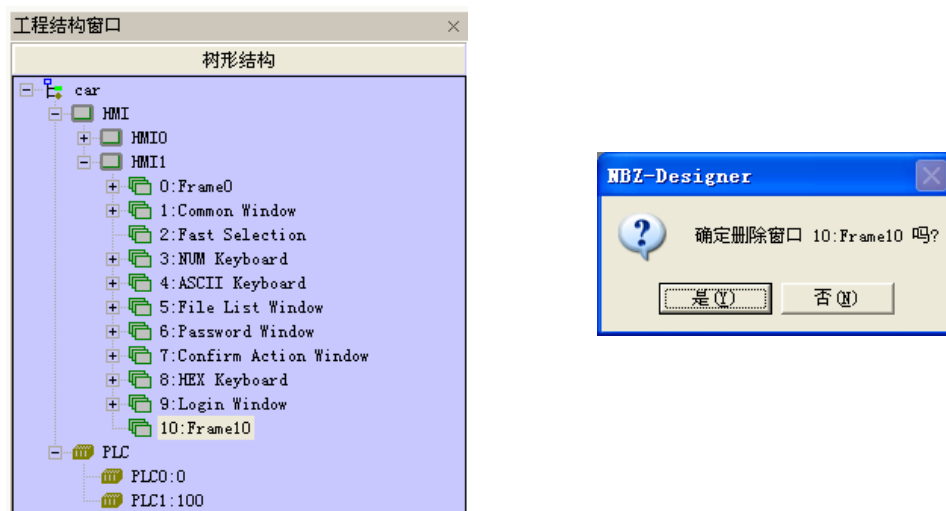 工程结构窗口
树形结构
car
HMI
HMI0
HMI1
0:Frame0
1:Common Window
2:Fast Selection
3:NUM Keyboard
4:ASCII Keyboard
5:File List Window
6:Password Window
7:Confirm Action Window
8:HEX Keyboard
9:Login Window
10:Frame10
PLC
PLC0:0
PLC1:100
NBZ-Designer
确定删除窗口 10:Frame10 吗?
是(Y) 否(N)